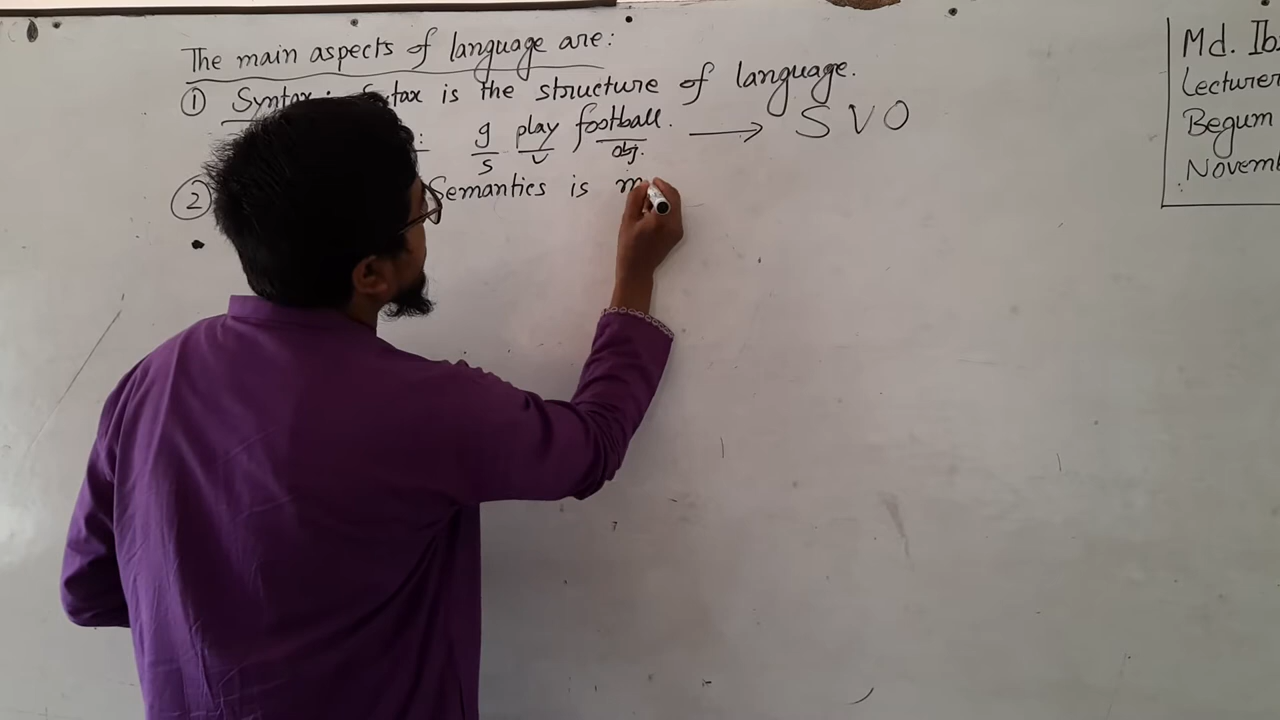 The main aspects of language are:
① Syntax: Syntax is the structure of language.
: I play football. → S V O
S V obj.
② Semantics is m
Md. Ib
Lecturer
Begum
Novemb